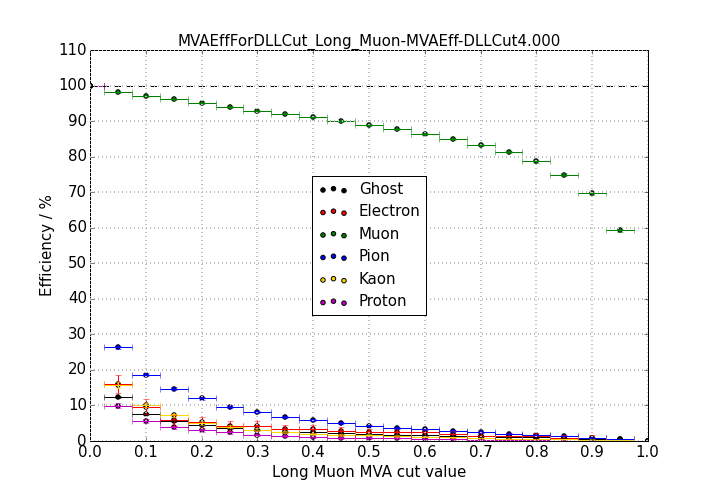 MVAEffForDLLCut_Long_Muon-MVAEff-DLLCut4.000
110
100
90
80
70
60
50
40
30
20
10
0
Efficiency / %
Ghost
Electron
Muon
Pion
Kaon
Proton
0.0 0.1 0.2 0.3 0.4 0.5 0.6 0.7 0.8 0.9 1.0
Long Muon MVA cut value